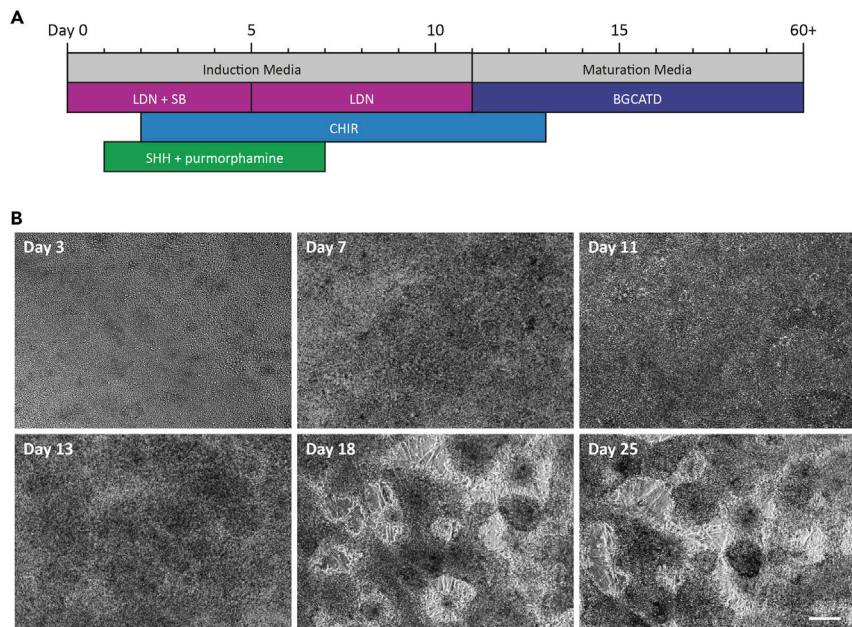 A
Day 0 5 10 15 60+
Induction Media Maturation Media
LDN + SB LDN BGCATD
CHIR
SHH + purmorphamine
B
Day 3 Day 7 Day 11
Day 13 Day 18 Day 25